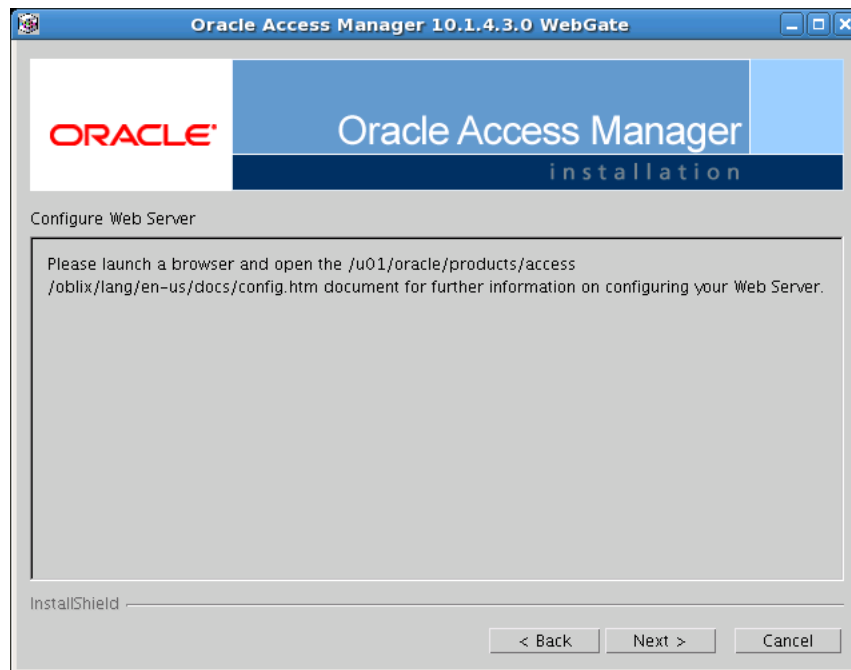 Oracle Access Manager 10.1.4.3.0 WebGate
ORACLE
Oracle Access Manager
installation
Configure Web Server
Please launch a browser and open the /u01/oracle/products/access
/oblix/lang/en-us/docs/config.htm document for further information on configuring your Web Server.
InstallShield
< Back Next > Cancel